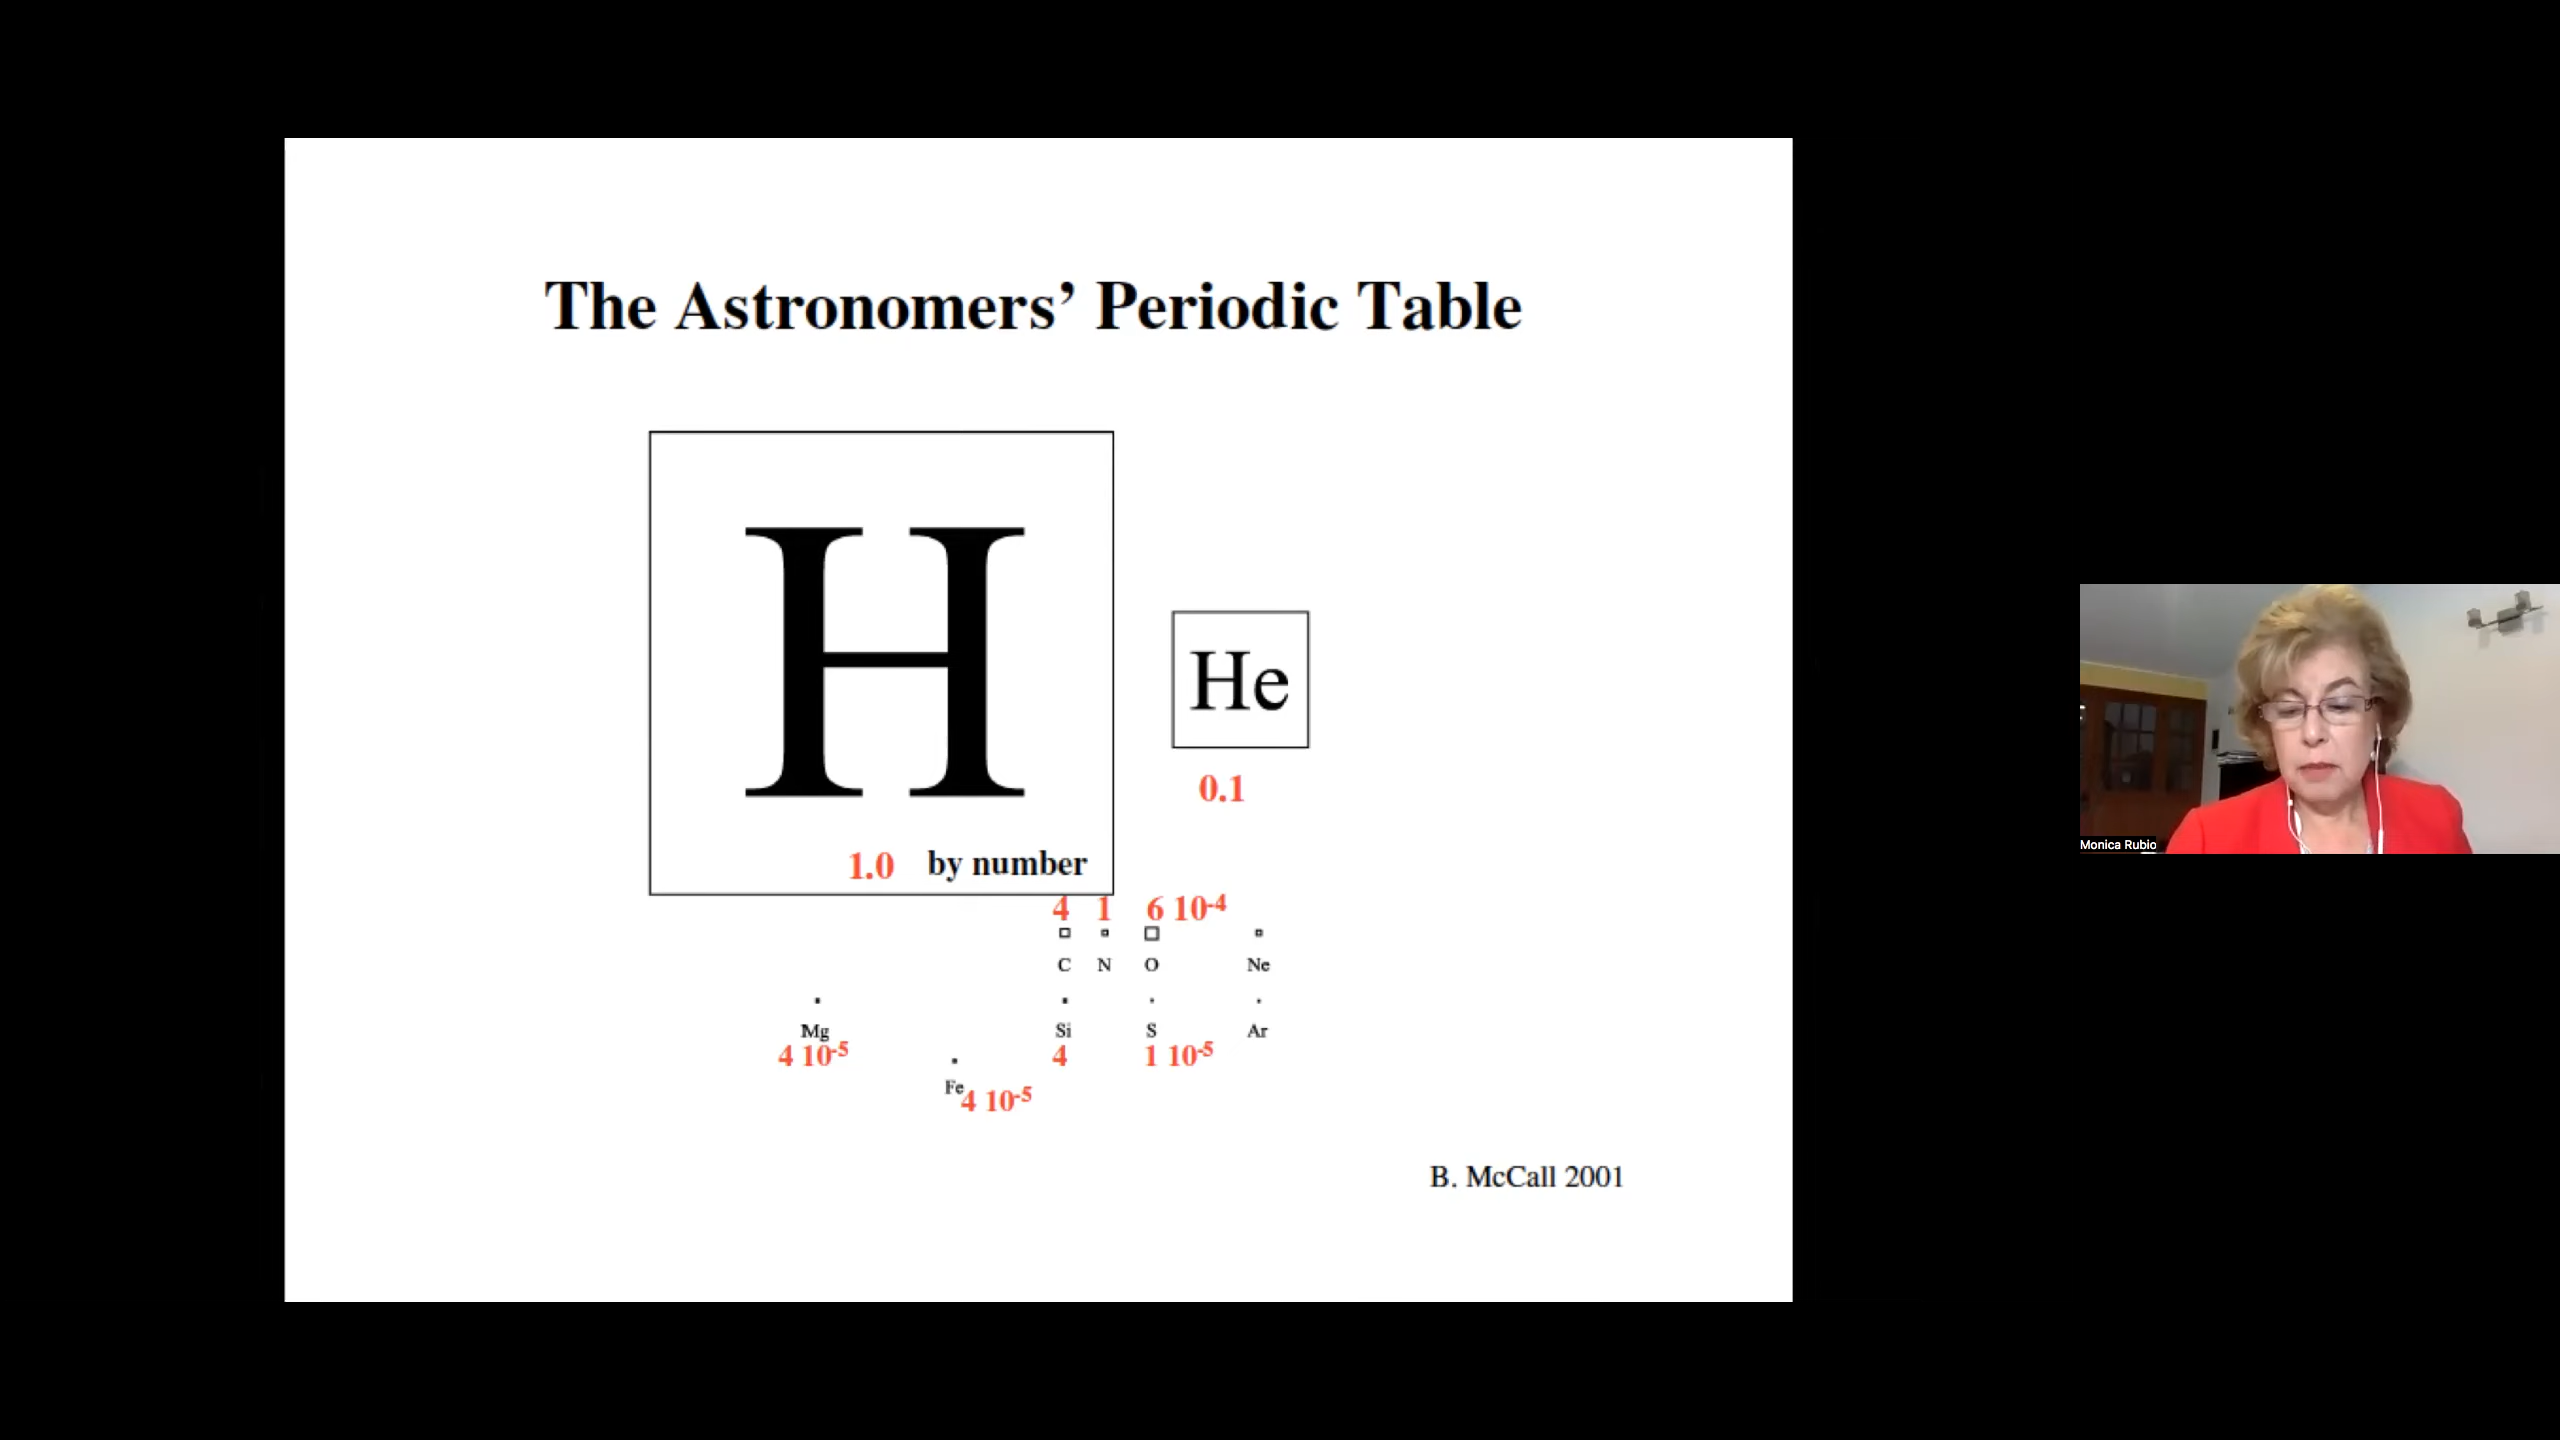 The Astronomers’ Periodic Table
H
He
0.1
1.0 by number
4 1 6 10-4
C N O Ne
Mg Si S Ar
4 10-5 4 1 10-5
Fe
4 10-5
B. McCall 2001
Monica Rubio